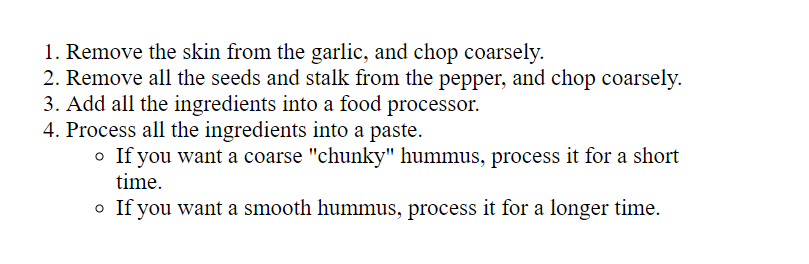 1. Remove the skin from the garlic, and chop coarsely.
2. Remove all the seeds and stalk from the pepper, and chop coarsely.
3. Add all the ingredients into a food processor.
4. Process all the ingredients into a paste.
◦ If you want a coarse "chunky" hummus, process it for a short
time.
◦ If you want a smooth hummus, process it for a longer time.